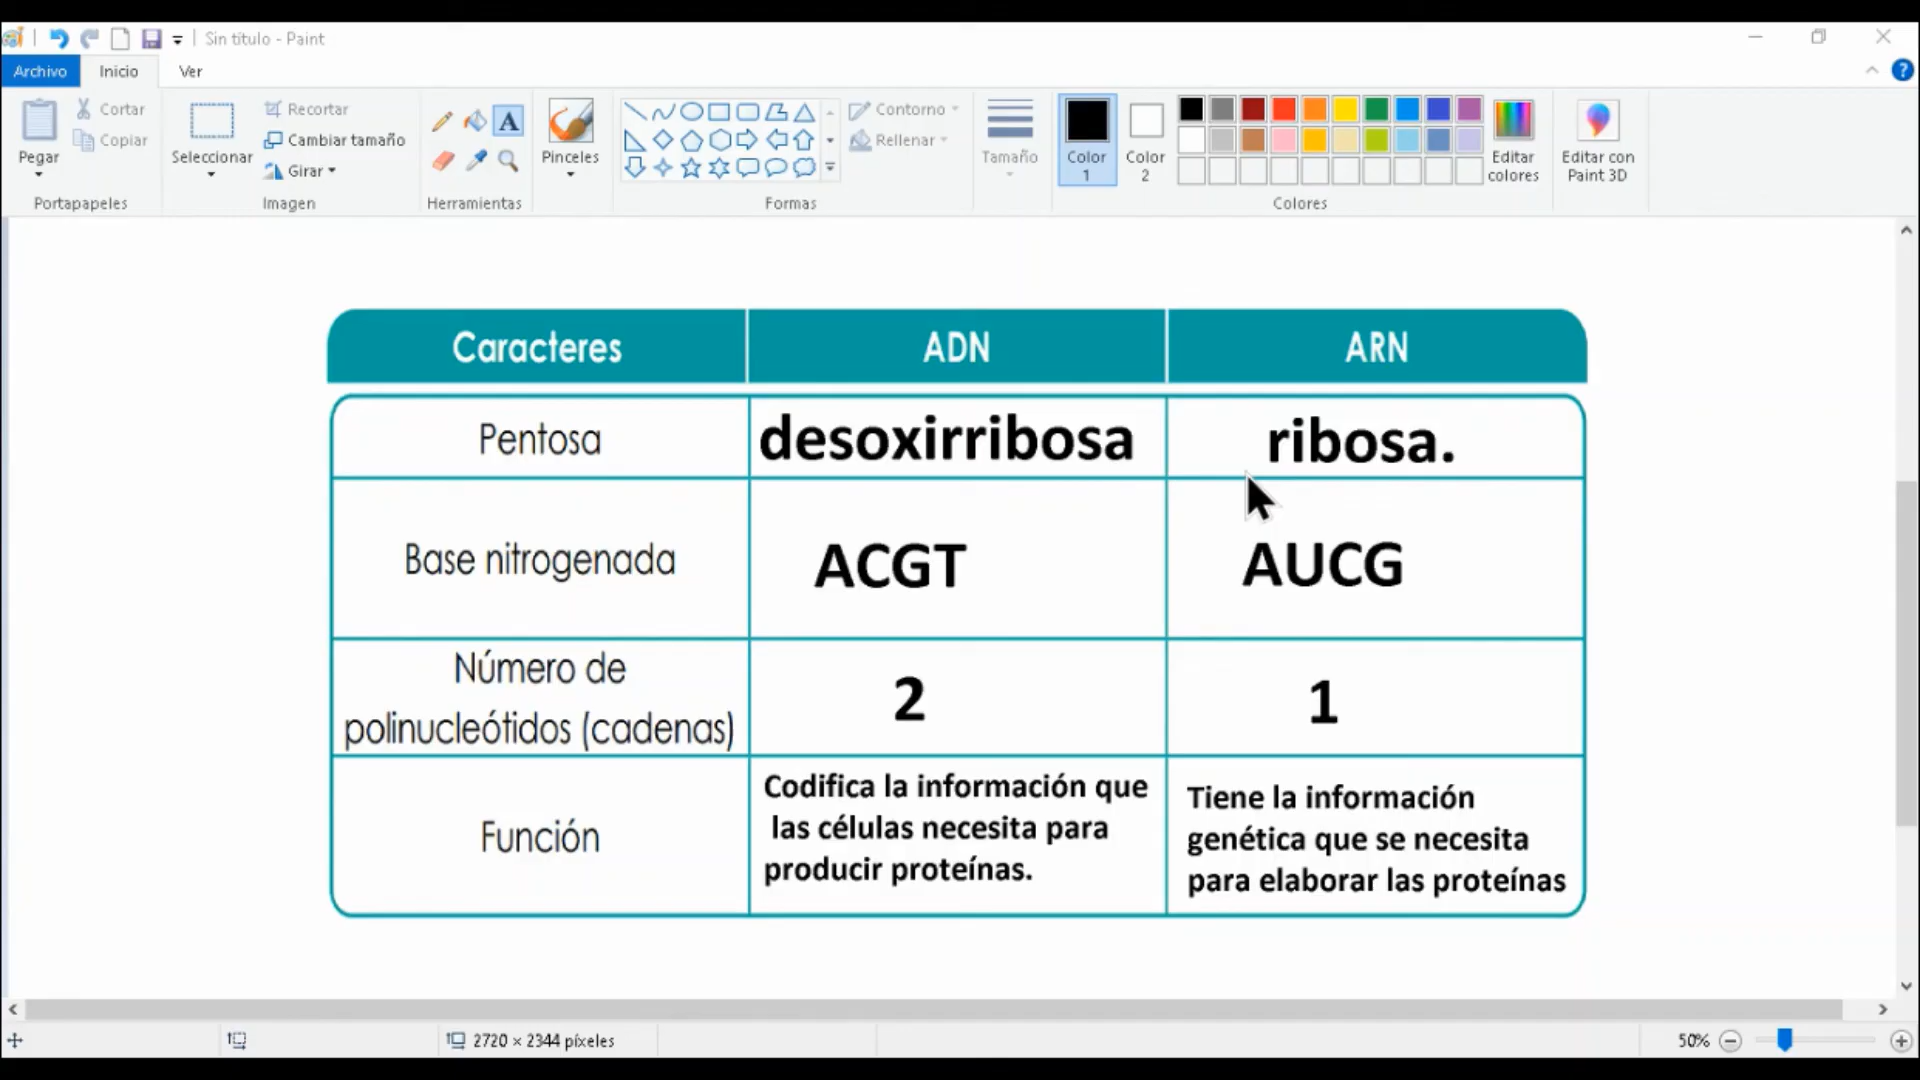 Sin título - Paint
Archivo Inicio Ver
Pegar
Cortar
Copiar
Portapapeles
Seleccionar
Recortar
Cambiar tamaño
Girar
Imagen
A
Herramientas
Pinceles
Contorno
Rellenar
Formas
Tamaño
Color
1
Color
2
Editar
colores
Colores
Editar con
Paint 3D
?
Caracteres ADN ARN
Pentosa desoxirribosa ribosa.
Base nitrogenada ACGT AUCG
Número de
polinucleótidos (cadenas) 2 1
Función
Codifica la información que
las células necesita para
producir proteínas.
Tiene la información
genética que se necesita
para elaborar las proteínas
2720 × 2344 píxeles
50%